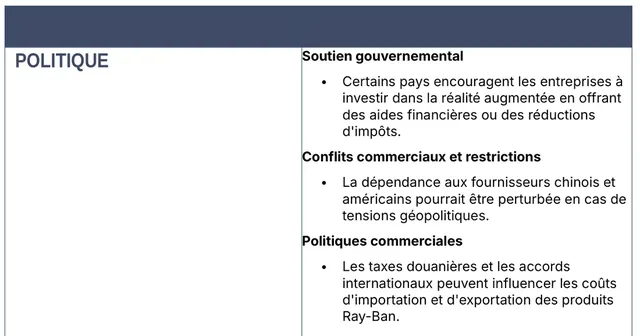 POLITIQUE
Soutien gouvernemental
• Certains pays encouragent les entreprises à
investir dans la réalité augmentée en offrant
des aides financières ou des réductions
d'impôts.
Conflits commerciaux et restrictions
• La dépendance aux fournisseurs chinois et
américains pourrait être perturbée en cas de
tensions géopolitiques.
Politiques commerciales
• Les taxes douanières et les accords
internationaux peuvent influencer les coûts
d'importation et d'exportation des produits
Ray-Ban.